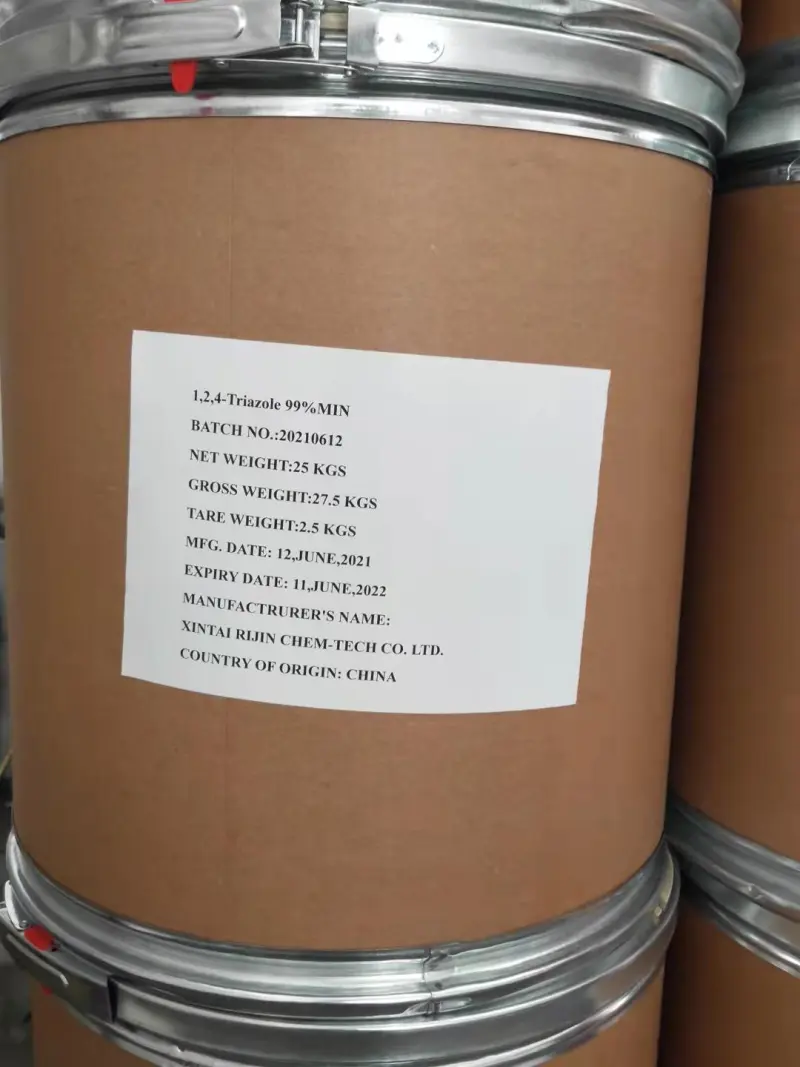 1,2,4-Triazole 99%MIN
BATCH NO.:20210612
NET WEIGHT:25 KGS
GROSS WEIGHT:27.5 KGS
TARE WEIGHT:2.5 KGS
MFG. DATE: 12,JUNE,2021
EXPIRY DATE: 11,JUNE,2022
MANUFACTRURER'S NAME:
XINTAI RIJIN CHEM-TECH CO. LTD.
COUNTRY OF ORIGIN: CHINA